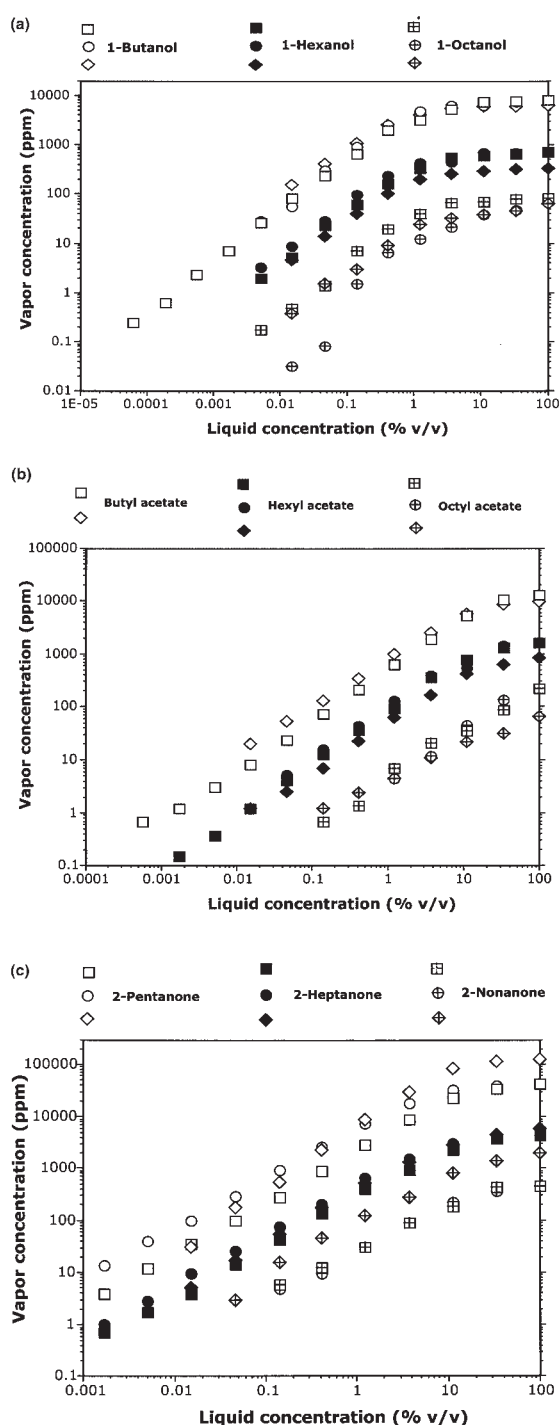 (a)
1-Butanol 1-Hexanol 1-Octanol
10000
1000
100
10
1
0.1
0.01
Vapor concentration (ppm)
1E-05 0.0001 0.001 0.01 0.1 1 10 100
Liquid concentration (% v/v)
(b)
Butyl acetate Hexyl acetate Octyl acetate
100000
10000
1000
100
10
1
0.1
Vapor concentration (ppm)
0.0001 0.001 0.01 0.1 1 10 100
Liquid concentration (% v/v)
(c)
2-Pentanone 2-Heptanone 2-Nonanone
100000
10000
1000
100
10
1
0.1
Vapor concentration (ppm)
0.001 0.01 0.1 1 10 100
Liquid concentration (% v/v)